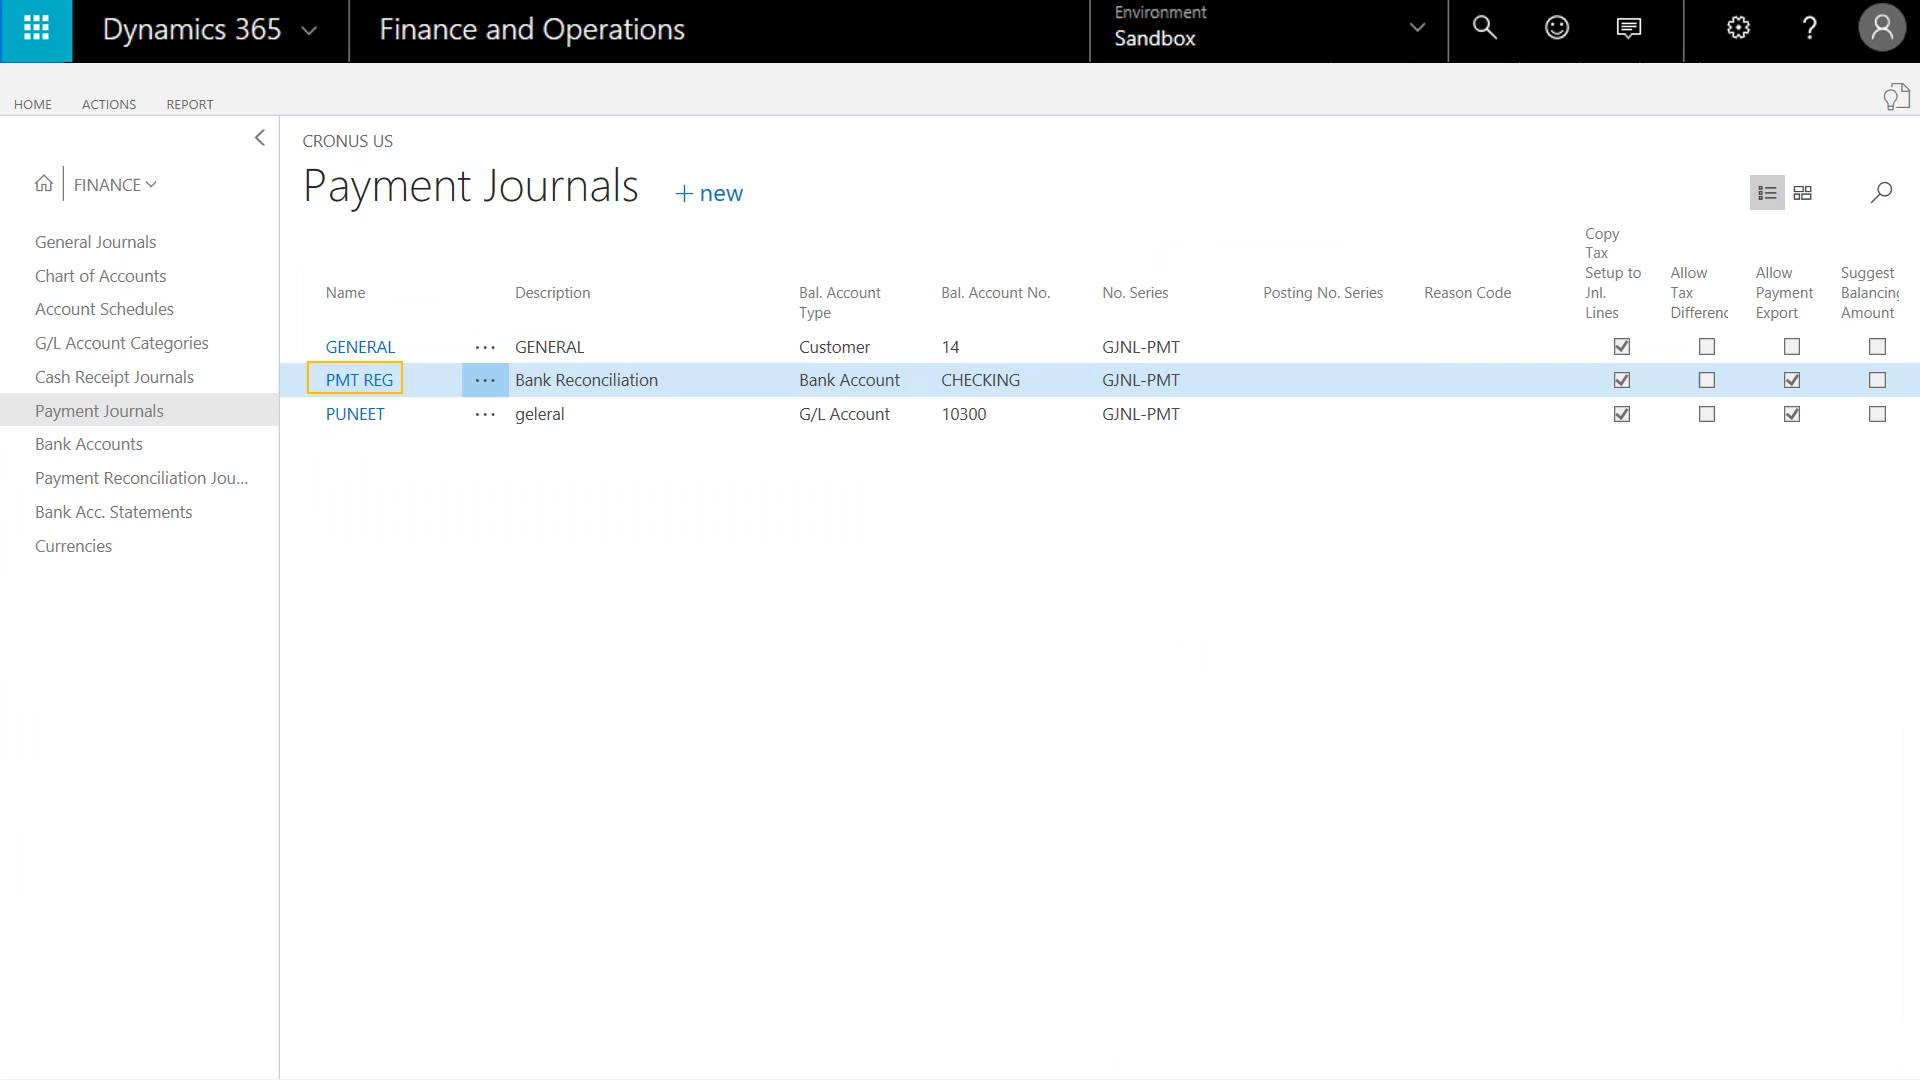 Dynamics 365
Finance and Operations
Environment
Sandbox
?
HOME
ACTIONS
REPORT
FINANCE
General Journals
Chart of Accounts
Account Schedules
G/L Account Categories
Cash Receipt Journals
Payment Journals
Bank Accounts
Payment Reconciliation Jou...
Bank Acc. Statements
Currencies
CRONUS US
Payment Journals
+ new
Name
Description
Bal. Account
Type
Bal. Account No.
No. Series
Posting No. Series
Reason Code
Copy
Tax
Setup to
Jnl.
Lines
Allow
Tax
Differenc
Allow
Payment
Export
Suggest
Balancing
Amount
GENERAL ... GENERAL Customer 14 GJNL-PMT
PMT REG ... Bank Reconciliation Bank Account CHECKING GJNL-PMT
PUNEET ... geleral G/L Account 10300 GJNL-PMT